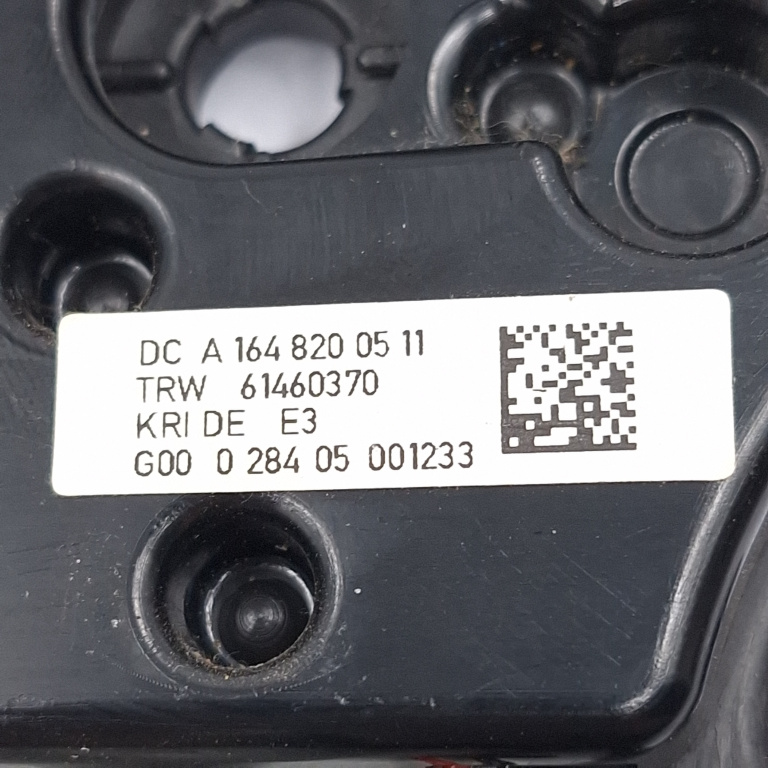 DC A 164 820 05 11
TRW 61460370
KRI DE E3
G00 0 284 05 001233